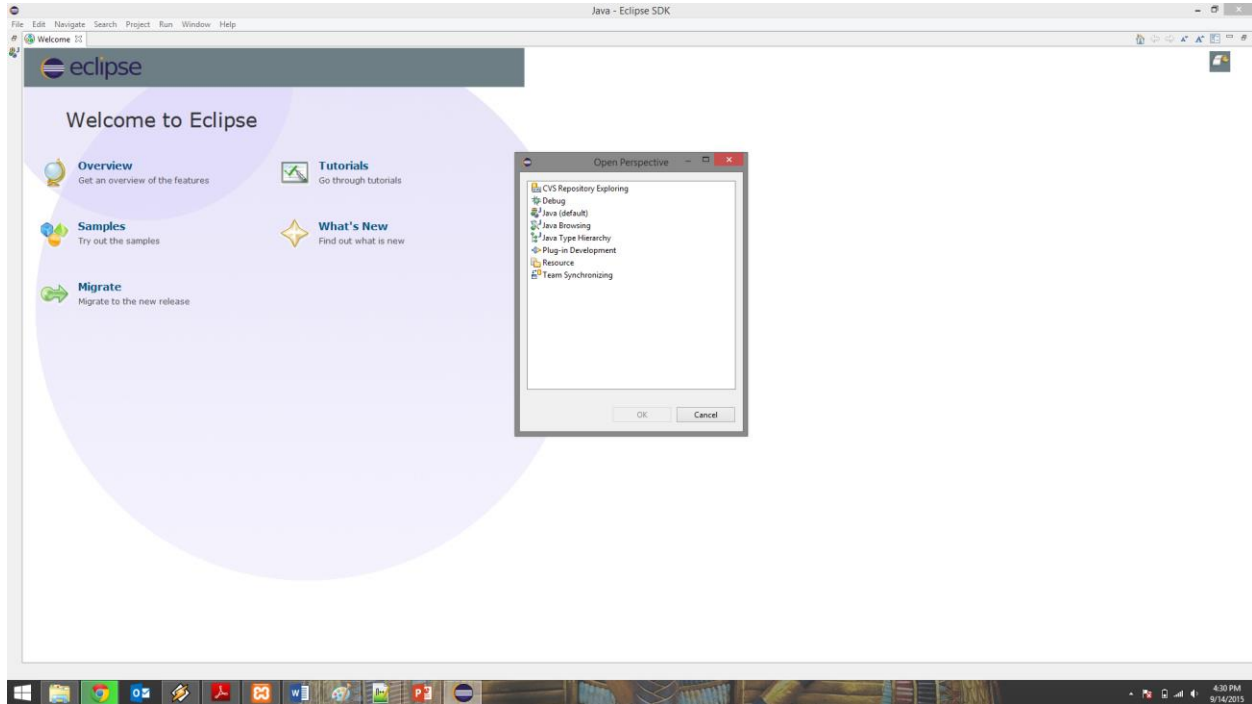 Java - Eclipse SDK
File Edit Navigate Search Project Run Window Help
Welcome
eclipse
Welcome to Eclipse
Overview
Get an overview of the features
Tutorials
Go through tutorials
Samples
Try out the samples
What's New
Find out what is new
Migrate
Migrate to the new release
Open Perspective
CVS Repository Exploring
Debug
Java (default)
Java Browsing
Java Type Hierarchy
Plug-in Development
Resource
Team Synchronizing
OK Cancel
4:30 PM
9/14/2015